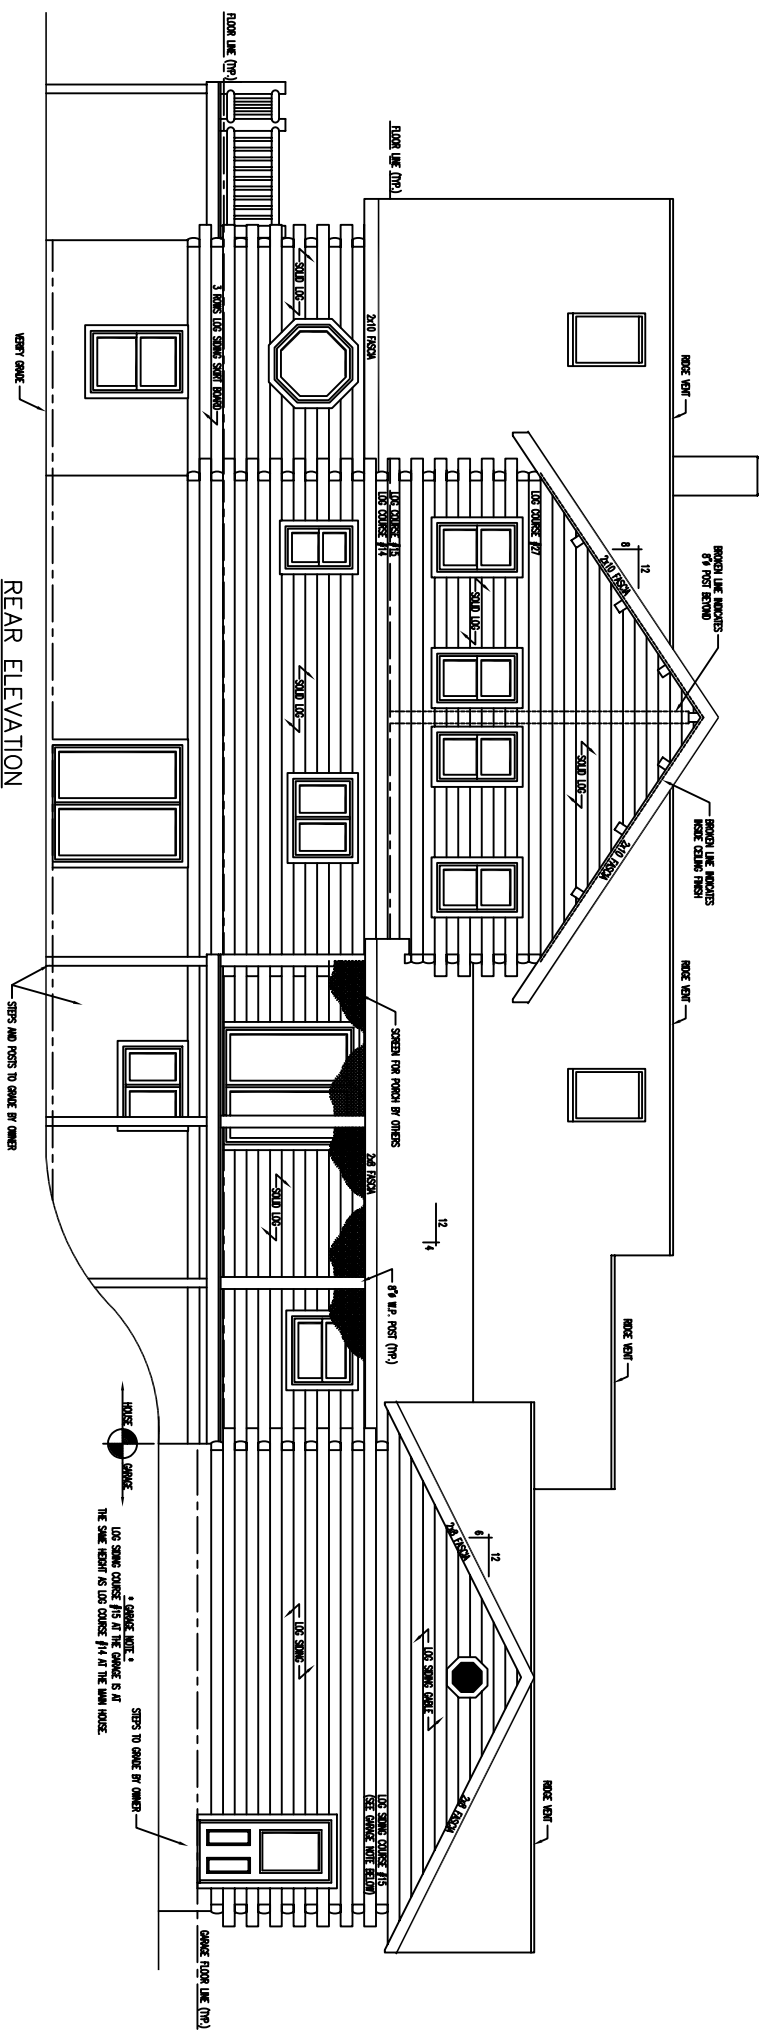 FLOOR LINE (TYP.)
FLOOR LINE (TYP.)
RIDGE VENT
BROKEN LINE INDICATES
8"ø POST BEYOND
BROKEN LINE INDICATES
INSIDE CEILING FINISH
RIDGE VENT
RIDGE VENT
RIDGE VENT
12
8
2x10 FASCIA
2x10 FASCIA
SOLID LOG
LOG COURSE #27
SOLID LOG
LOG COURSE #15
LOG COURSE #14
2x10 FASCIA
SOLID LOG
3 ROWS LOG SIDING SKIRT BOARD
SOLID LOG
SCREEN FOR PORCH BY OTHERS
2x8 FASCIA
12
4
8"ø W.P. POST (TYP.)
SOLID LOG
12
6
2x8 FASCIA
2x8 FASCIA
LOG SIDING GABLE
LOG SIDING
LOG SIDING COURSE #15
(SEE GARAGE NOTE BELOW)
GARAGE FLOOR LINE (TYP.)
HOUSE
GARAGE
* GARAGE NOTE *
LOG SIDING COURSE #15 AT THE GARAGE IS AT
THE SAME HEIGHT AS LOG COURSE #14 AT THE MAIN HOUSE.
STEPS TO GRADE BY OWNER
VERIFY GRADE
STEPS AND POSTS TO GRADE BY OWNER
REAR ELEVATION